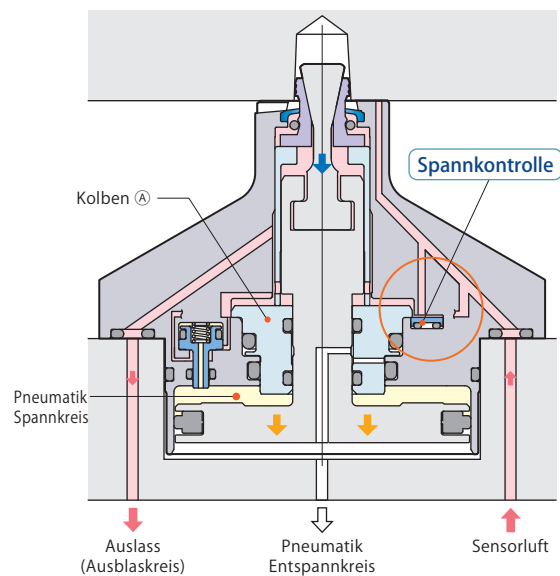 Spannkontrolle
Kolben Ⓐ
Pneumatik
Spannkreis
Auslass
(Ausblaskreis)
Pneumatik
Entspannkreis
Sensorluft